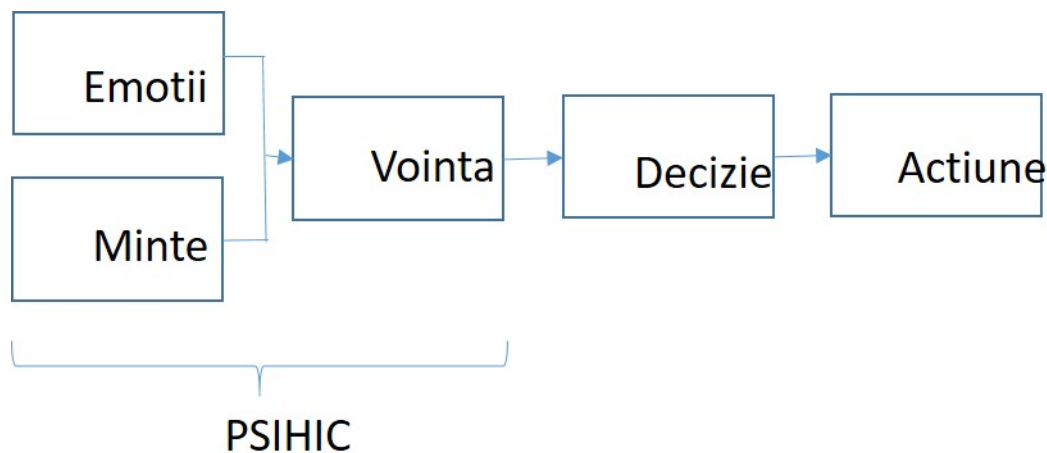 Emotii
Minte
Vointa
Decizie
Actiune
PSIHIC